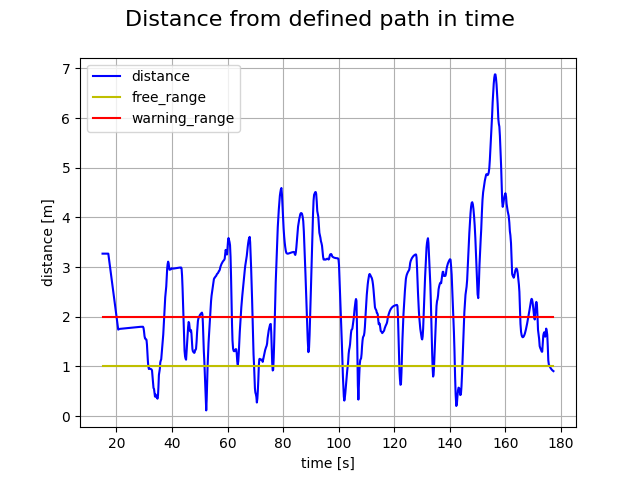 Distance from defined path in time
distance
free_range
warning_range
7
6
5
4
3
2
1
0
distance [m]
20 40 60 80 100 120 140 160 180
time [s]